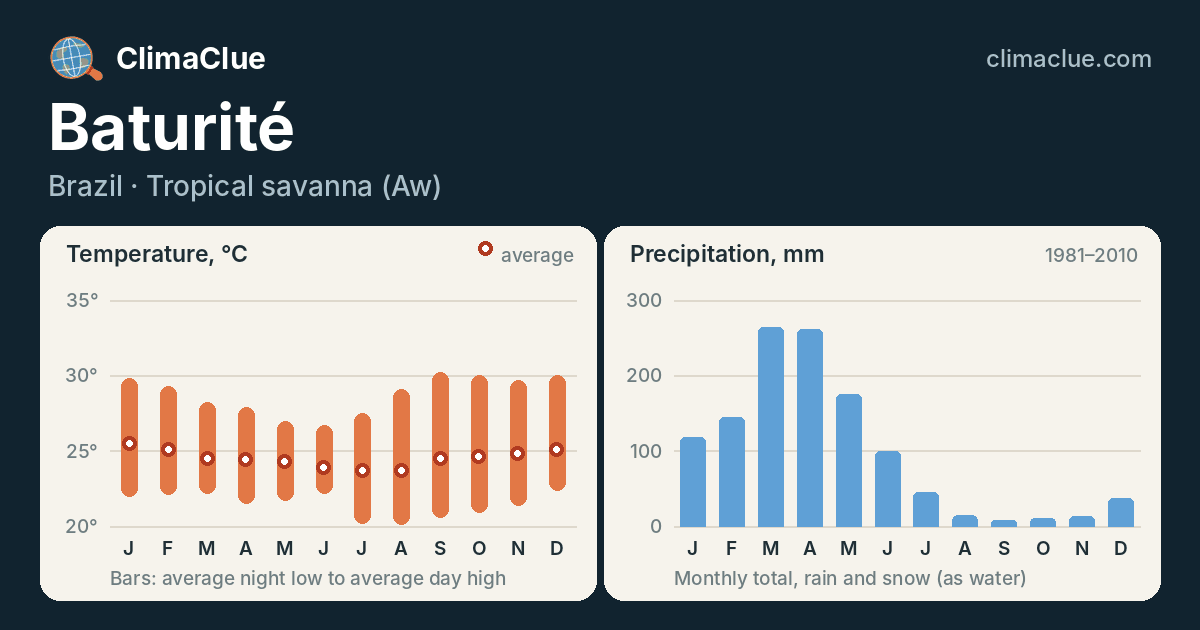 ClimaClue
climaclue.com
Baturité
Brazil · Tropical savanna (Aw)
Temperature, °C
average
35°
30°
25°
20°
J F M A M J J A S O N D
Bars: average night low to average day high
Precipitation, mm
1981–2010
300
200
100
0
J F M A M J J A S O N D
Monthly total, rain and snow (as water)